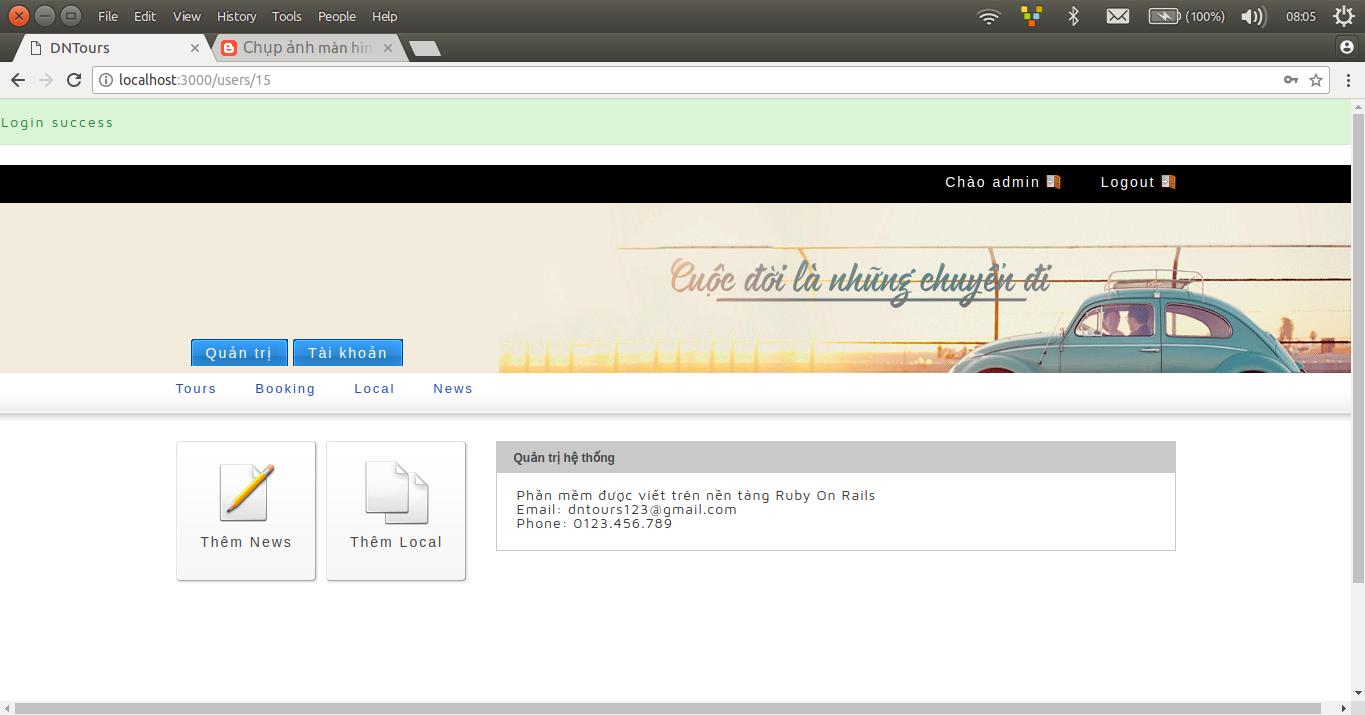 File Edit View History Tools People Help (100%) 08:05
DNTours Chụp ảnh màn hìn
localhost:3000/users/15
Login success
Chào admin Logout
Cuộc đời là những chuyến đi
Quản trị Tài khoản
Tours Booking Local News
Quản trị hệ thống
Phần mềm được viết trên nền tảng Ruby On Rails
Email: dntours123@gmail.com
Phone: 0123.456.789
Thêm News Thêm Local